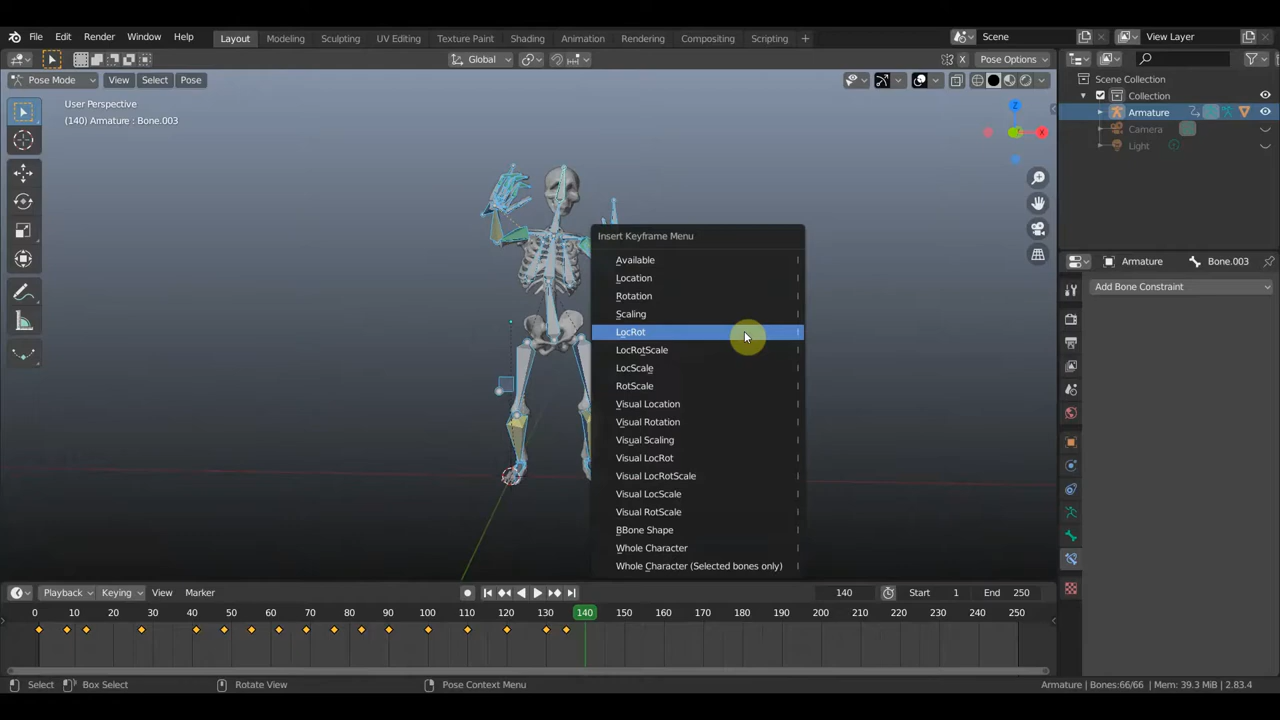 File Edit Render Window Help Layout Modeling Sculpting UV Editing Texture Paint Shading Animation Rendering Compositing Scripting + Scene View Layer
Global X Pose Options
Pose Mode View Select Pose
Scene Collection
Collection
Armature
Camera
Light
User Perspective
(140) Armature : Bone.003
Z
X
Armature Bone.003
Add Bone Constraint
Insert Keyframe Menu
Available I
Location I
Rotation I
Scaling I
LocRot I
LocRotScale I
LocScale I
RotScale I
Visual Location I
Visual Rotation I
Visual Scaling I
Visual LocRot I
Visual LocRotScale I
Visual LocScale I
Visual RotScale I
BBone Shape I
Whole Character I
Whole Character (Selected bones only) I
Playback Keying View Marker 140 Start 1 End 250
0 10 20 30 40 50 60 70 80 90 100 110 120 130 140 150 160 170 180 190 200 210 220 230 240 250
Select Box Select Rotate View Pose Context Menu Armature | Bones:66/66 | Mem: 39.3 MiB | 2.83.4